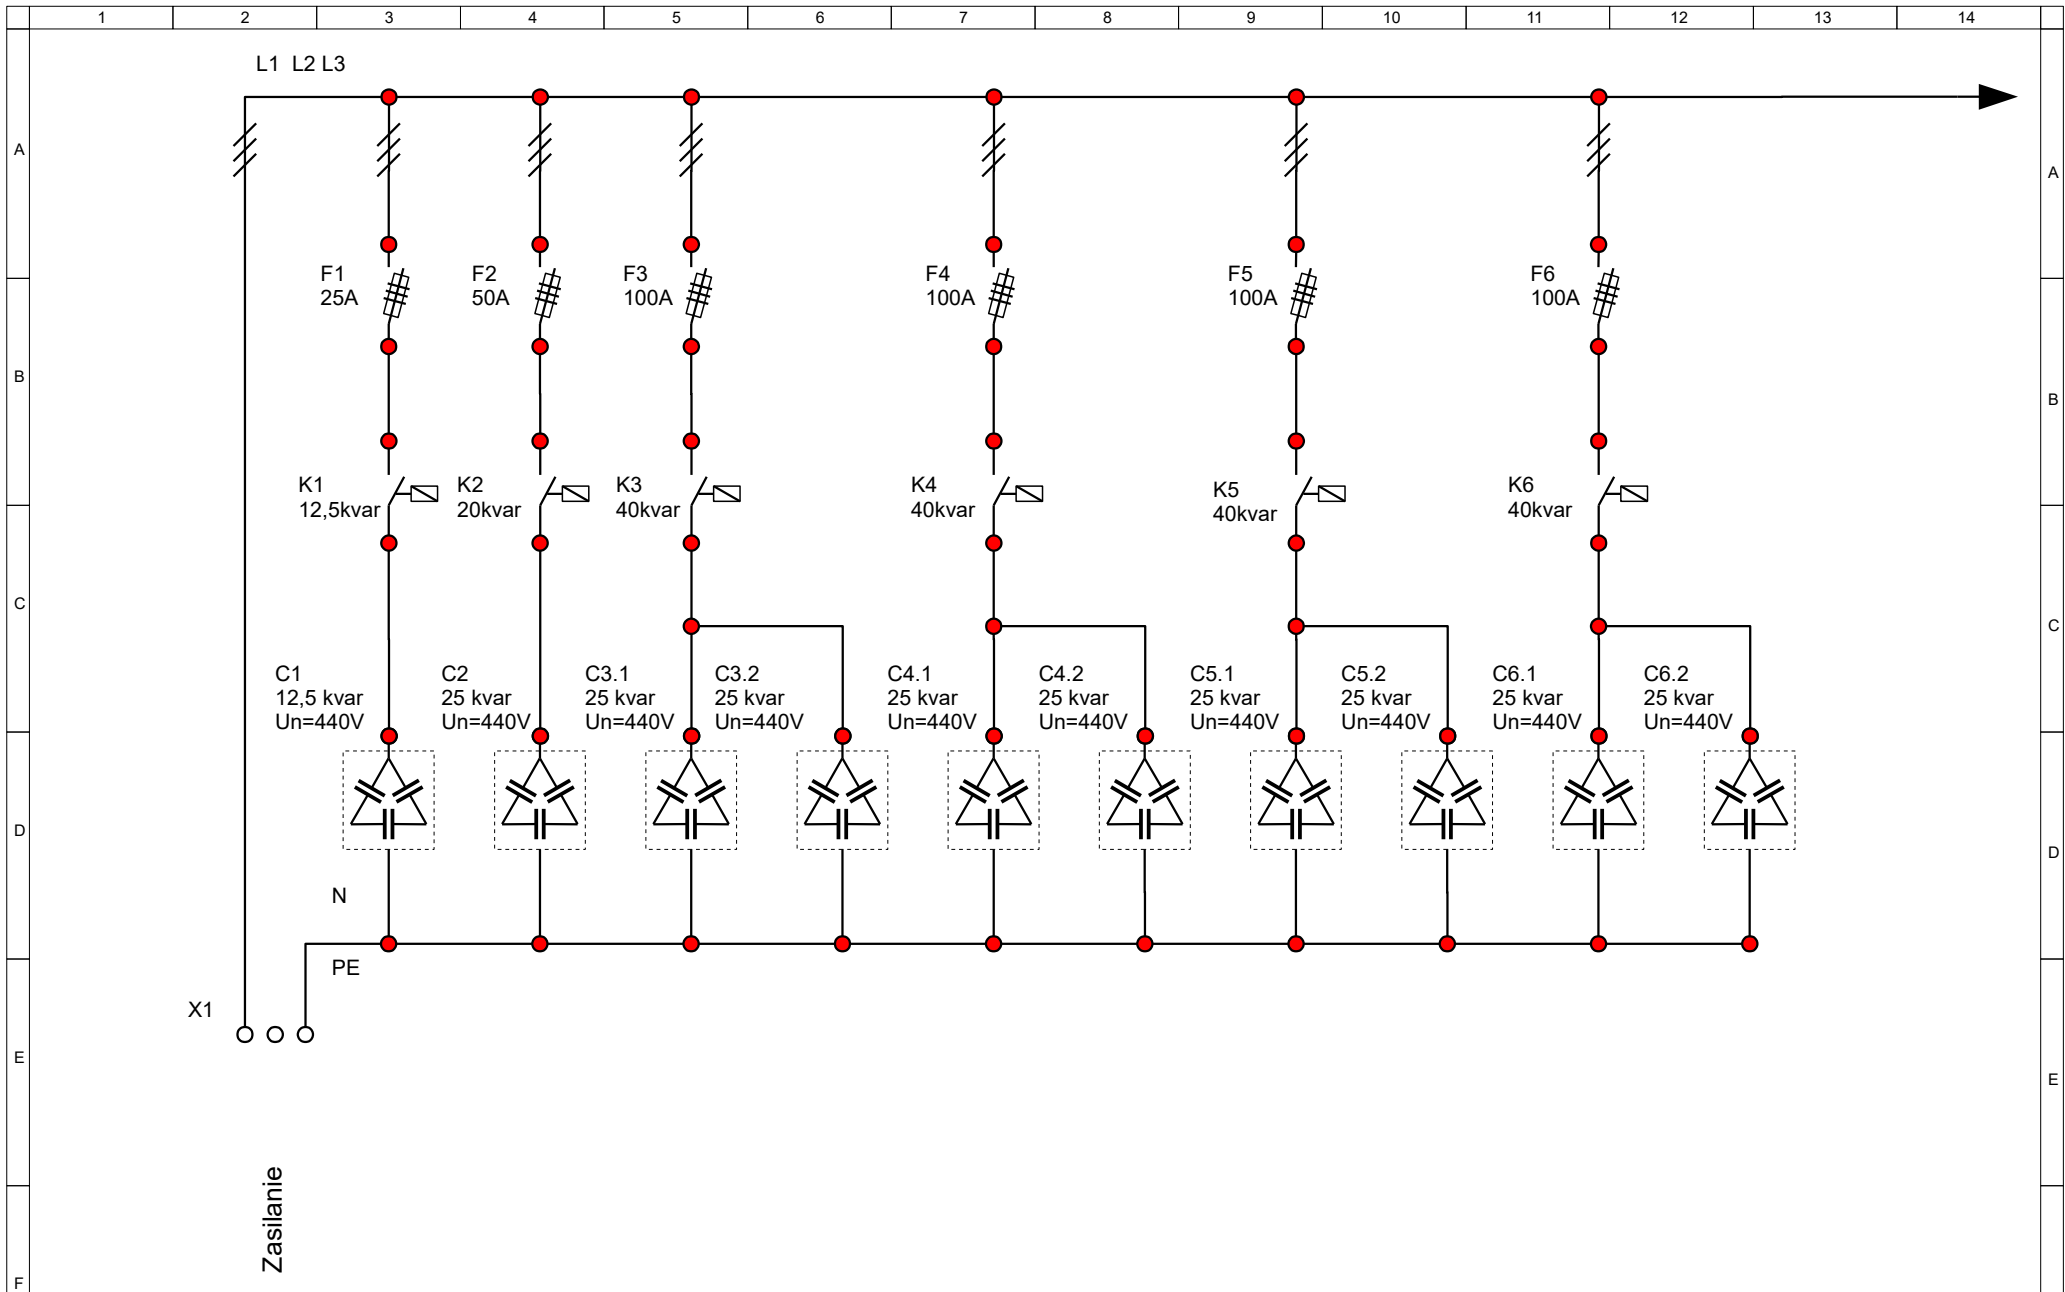 1 2 3 4 5 6 7 8 9 10 11 12 13 14
L1 L2 L3
A A
F1 F2 F3 F4 F5 F6
25A 50A 100A 100A 100A 100A
B B
K1 K2 K3 K4 K5 K6
12,5kvar 20kvar 40kvar 40kvar 40kvar 40kvar
C C
C1 C2 C3.1 C3.2 C4.1 C4.2 C5.1 C5.2 C6.1 C6.2
12,5 kvar 25 kvar 25 kvar 25 kvar 25 kvar 25 kvar 25 kvar 25 kvar 25 kvar 25 kvar
Un=440V Un=440V Un=440V Un=440V Un=440V Un=440V Un=440V Un=440V Un=440V Un=440V
D D
N
PE
X1
E E
Zasilanie
F